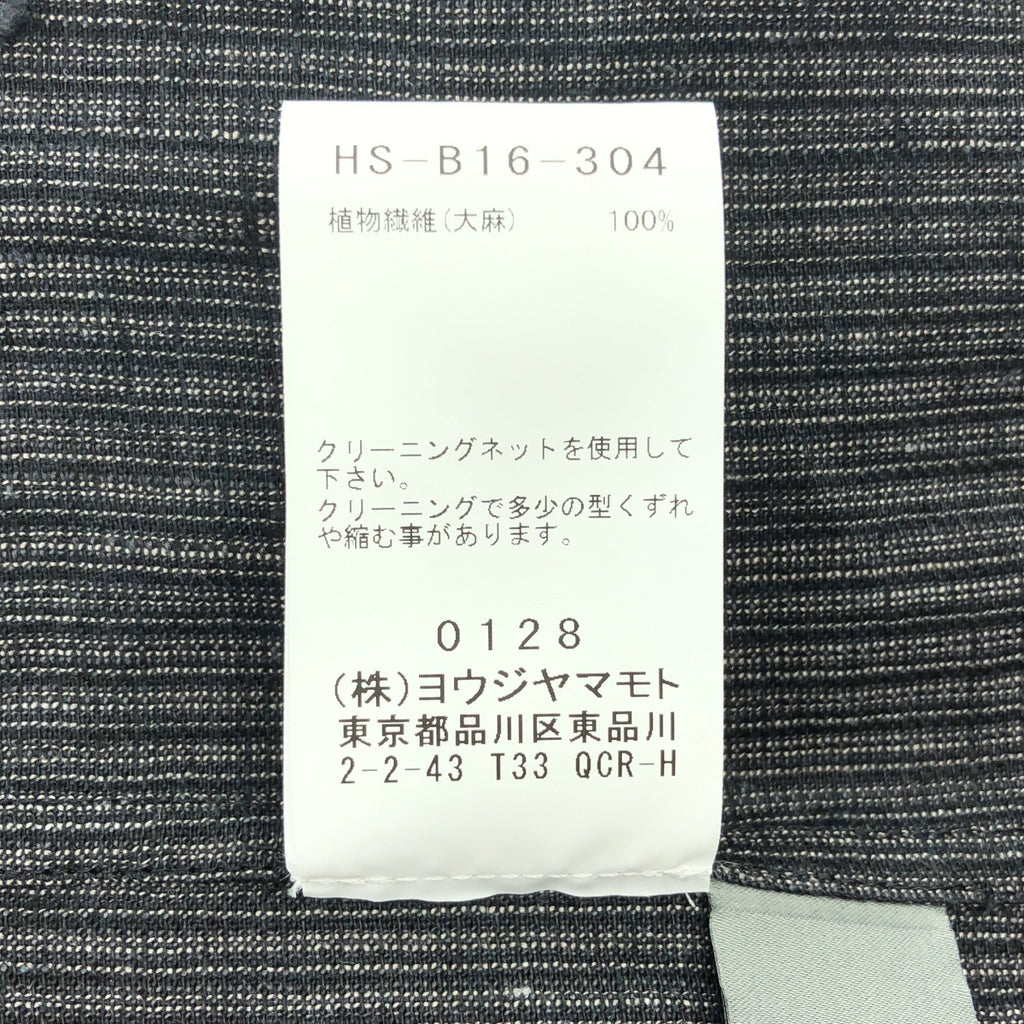 HS-B16-304
植物繊維(大麻) 100%
クリーニングネットを使用して
下さい。
クリーニングで多少の型くずれ
や縮む事があります。
0128
(株)ヨウジヤマモト
東京都品川区東品川
2-2-43 T33 QCR-H